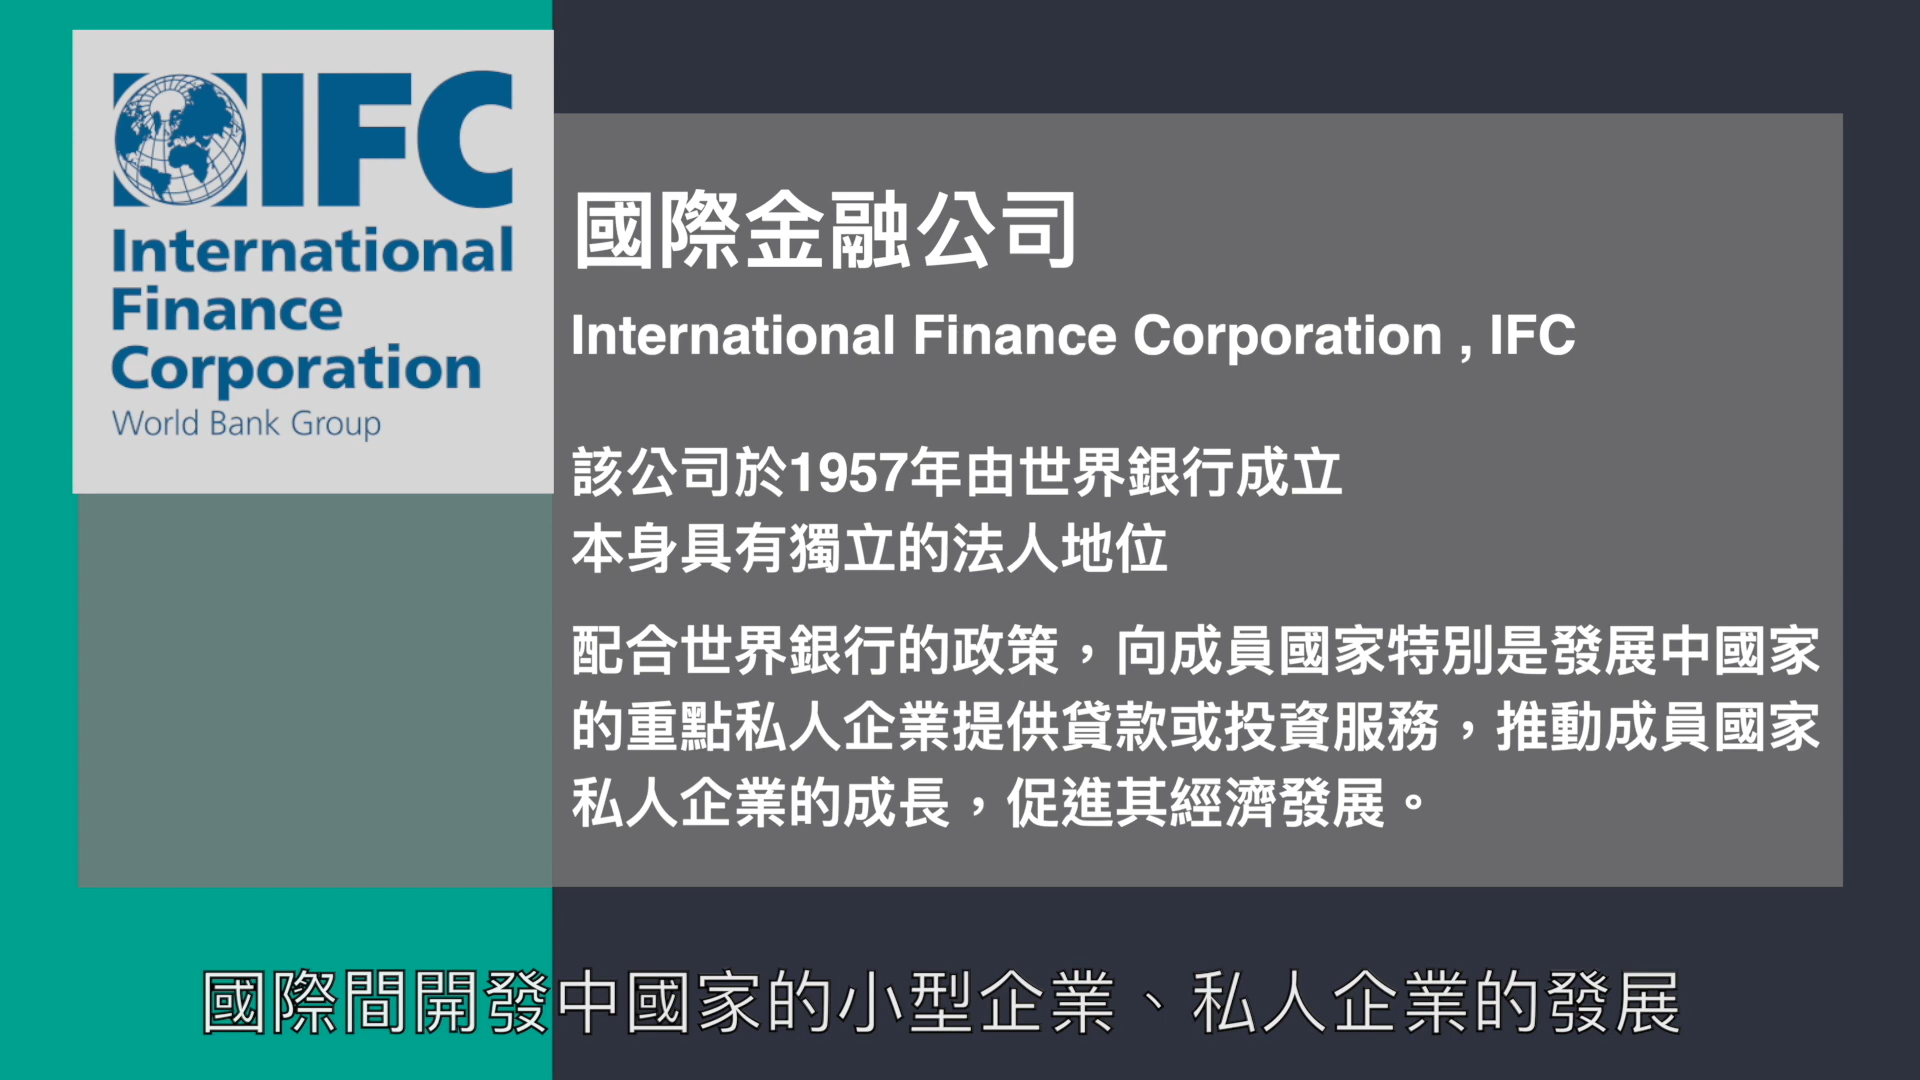 IFC
International
Finance
Corporation
World Bank Group
國際金融公司
International Finance Corporation , IFC
該公司於1957年由世界銀行成立
本身具有獨立的法人地位
配合世界銀行的政策，向成員國家特別是發展中國家
的重點私人企業提供貸款或投資服務，推動成員國家
私人企業的成長，促進其經濟發展。
國際間開發中國家的小型企業、私人企業的發展